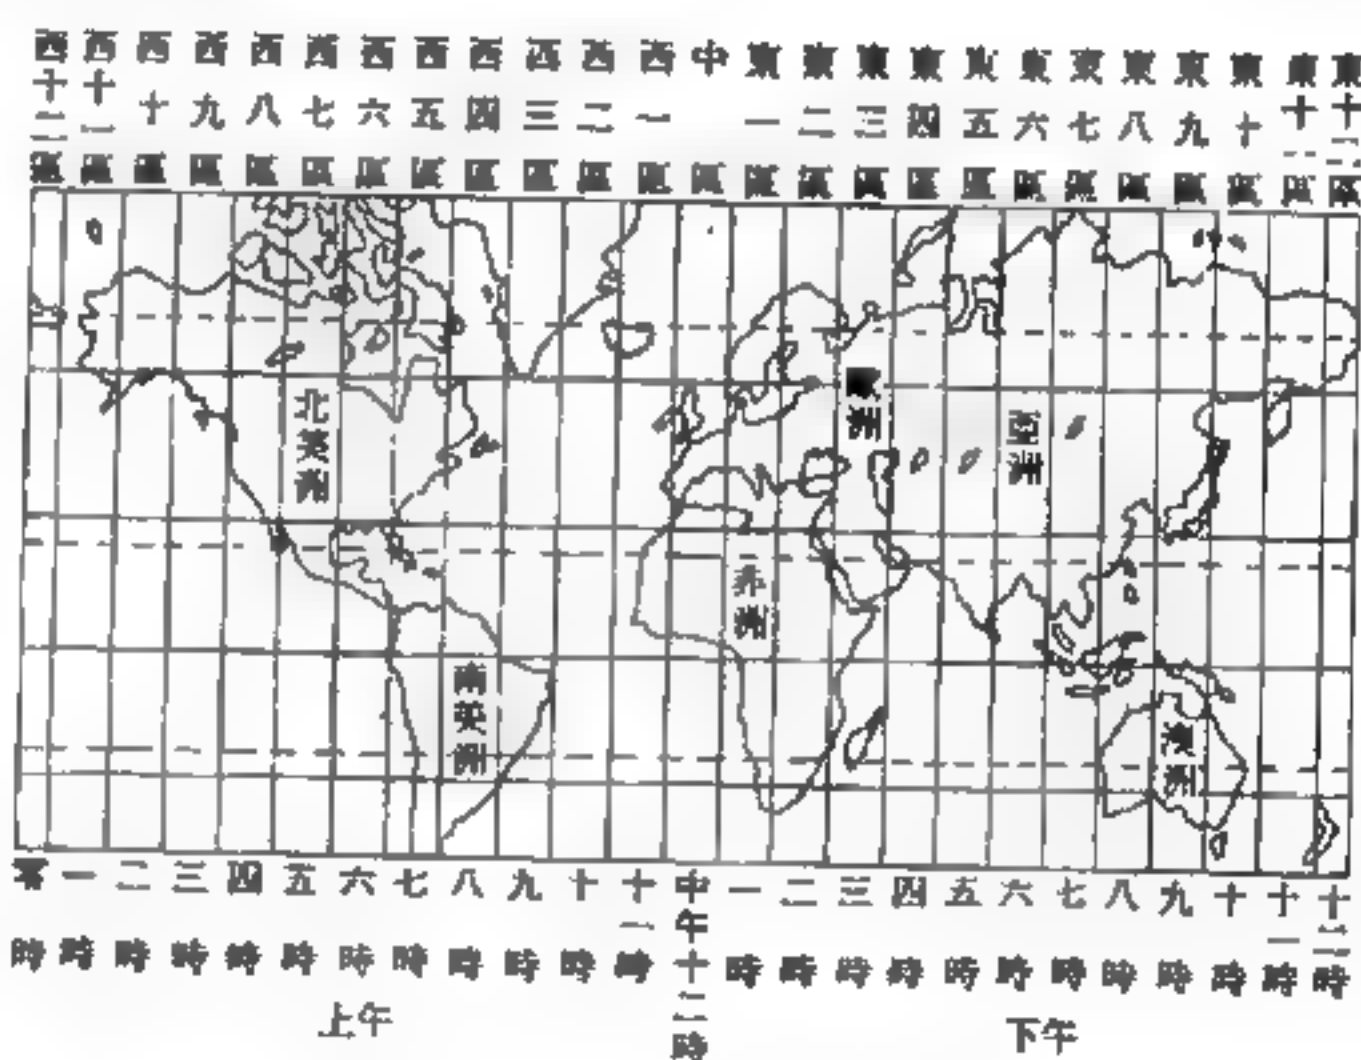 西十二區 西十一區 西十區 西九區 西八區 西七區 西六區 西五區 西四區 西三區 西二區 西一區 中區 東一區 東二區 東三區 東四區 東五區 東六區 東七區 東八區 東九區 東十區 東十一區 東十二區
北美洲
歐洲
亞洲
非洲
南美洲
澳洲
零時 一時 二時 三時 四時 五時 六時 七時 八時 九時 十時 十一時 中午十二時 一時 二時 三時 四時 五時 六時 七時 八時 九時 十時 十一時 十二時
上午 下午